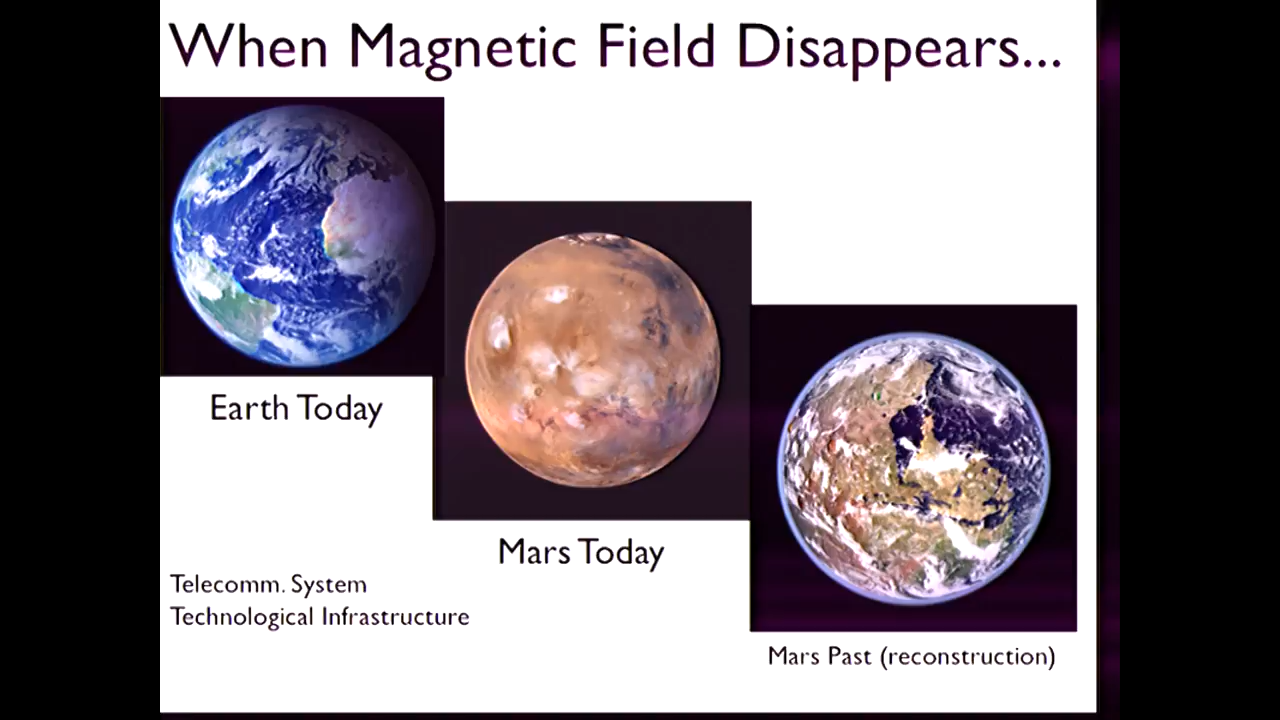 When Magnetic Field Disappears...
Earth Today
Mars Today
Telecomm. System
Technological Infrastructure
Mars Past (reconstruction)